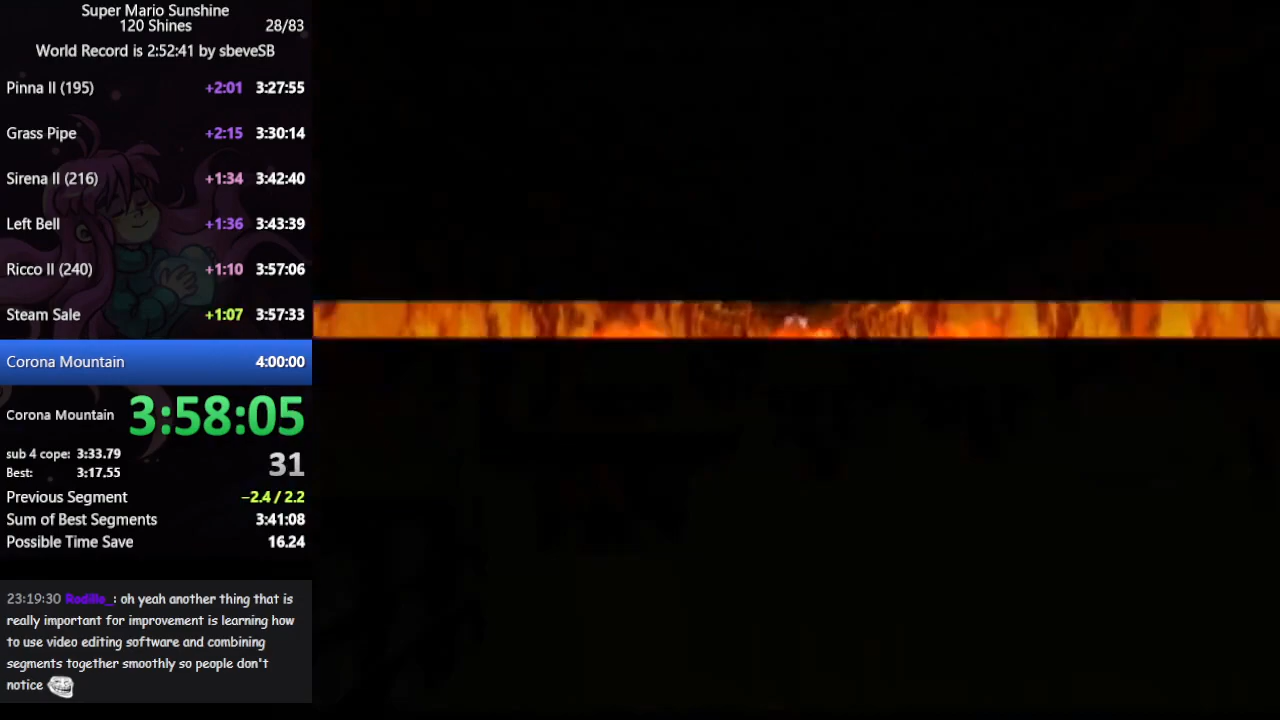 Super Mario Sunshine
120 Shines 28/83
World Record is 2:52:41 by sbeveSB
Pinna II (195) +2:01 3:27:55
Grass Pipe +2:15 3:30:14
Sirena II (216) +1:34 3:42:40
Left Bell +1:36 3:43:39
Ricco II (240) +1:10 3:57:06
Steam Sale +1:07 3:57:33
Corona Mountain 4:00:00
Corona Mountain 3:58:05
sub 4 cope: 3:33.79
Best: 3:17.55 31
Previous Segment −2.4 / 2.2
Sum of Best Segments 3:41:08
Possible Time Save 16.24
23:19:30 Rodillo_: oh yeah another thing that is
really important for improvement is learning how
to use video editing software and combining
segments together smoothly so people don't
notice